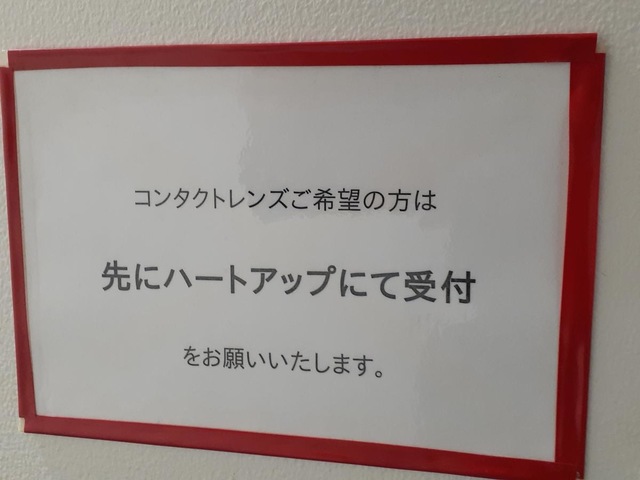 コンタクトレンズご希望の方は
先にハートアップにて受付
をお願いいたします。